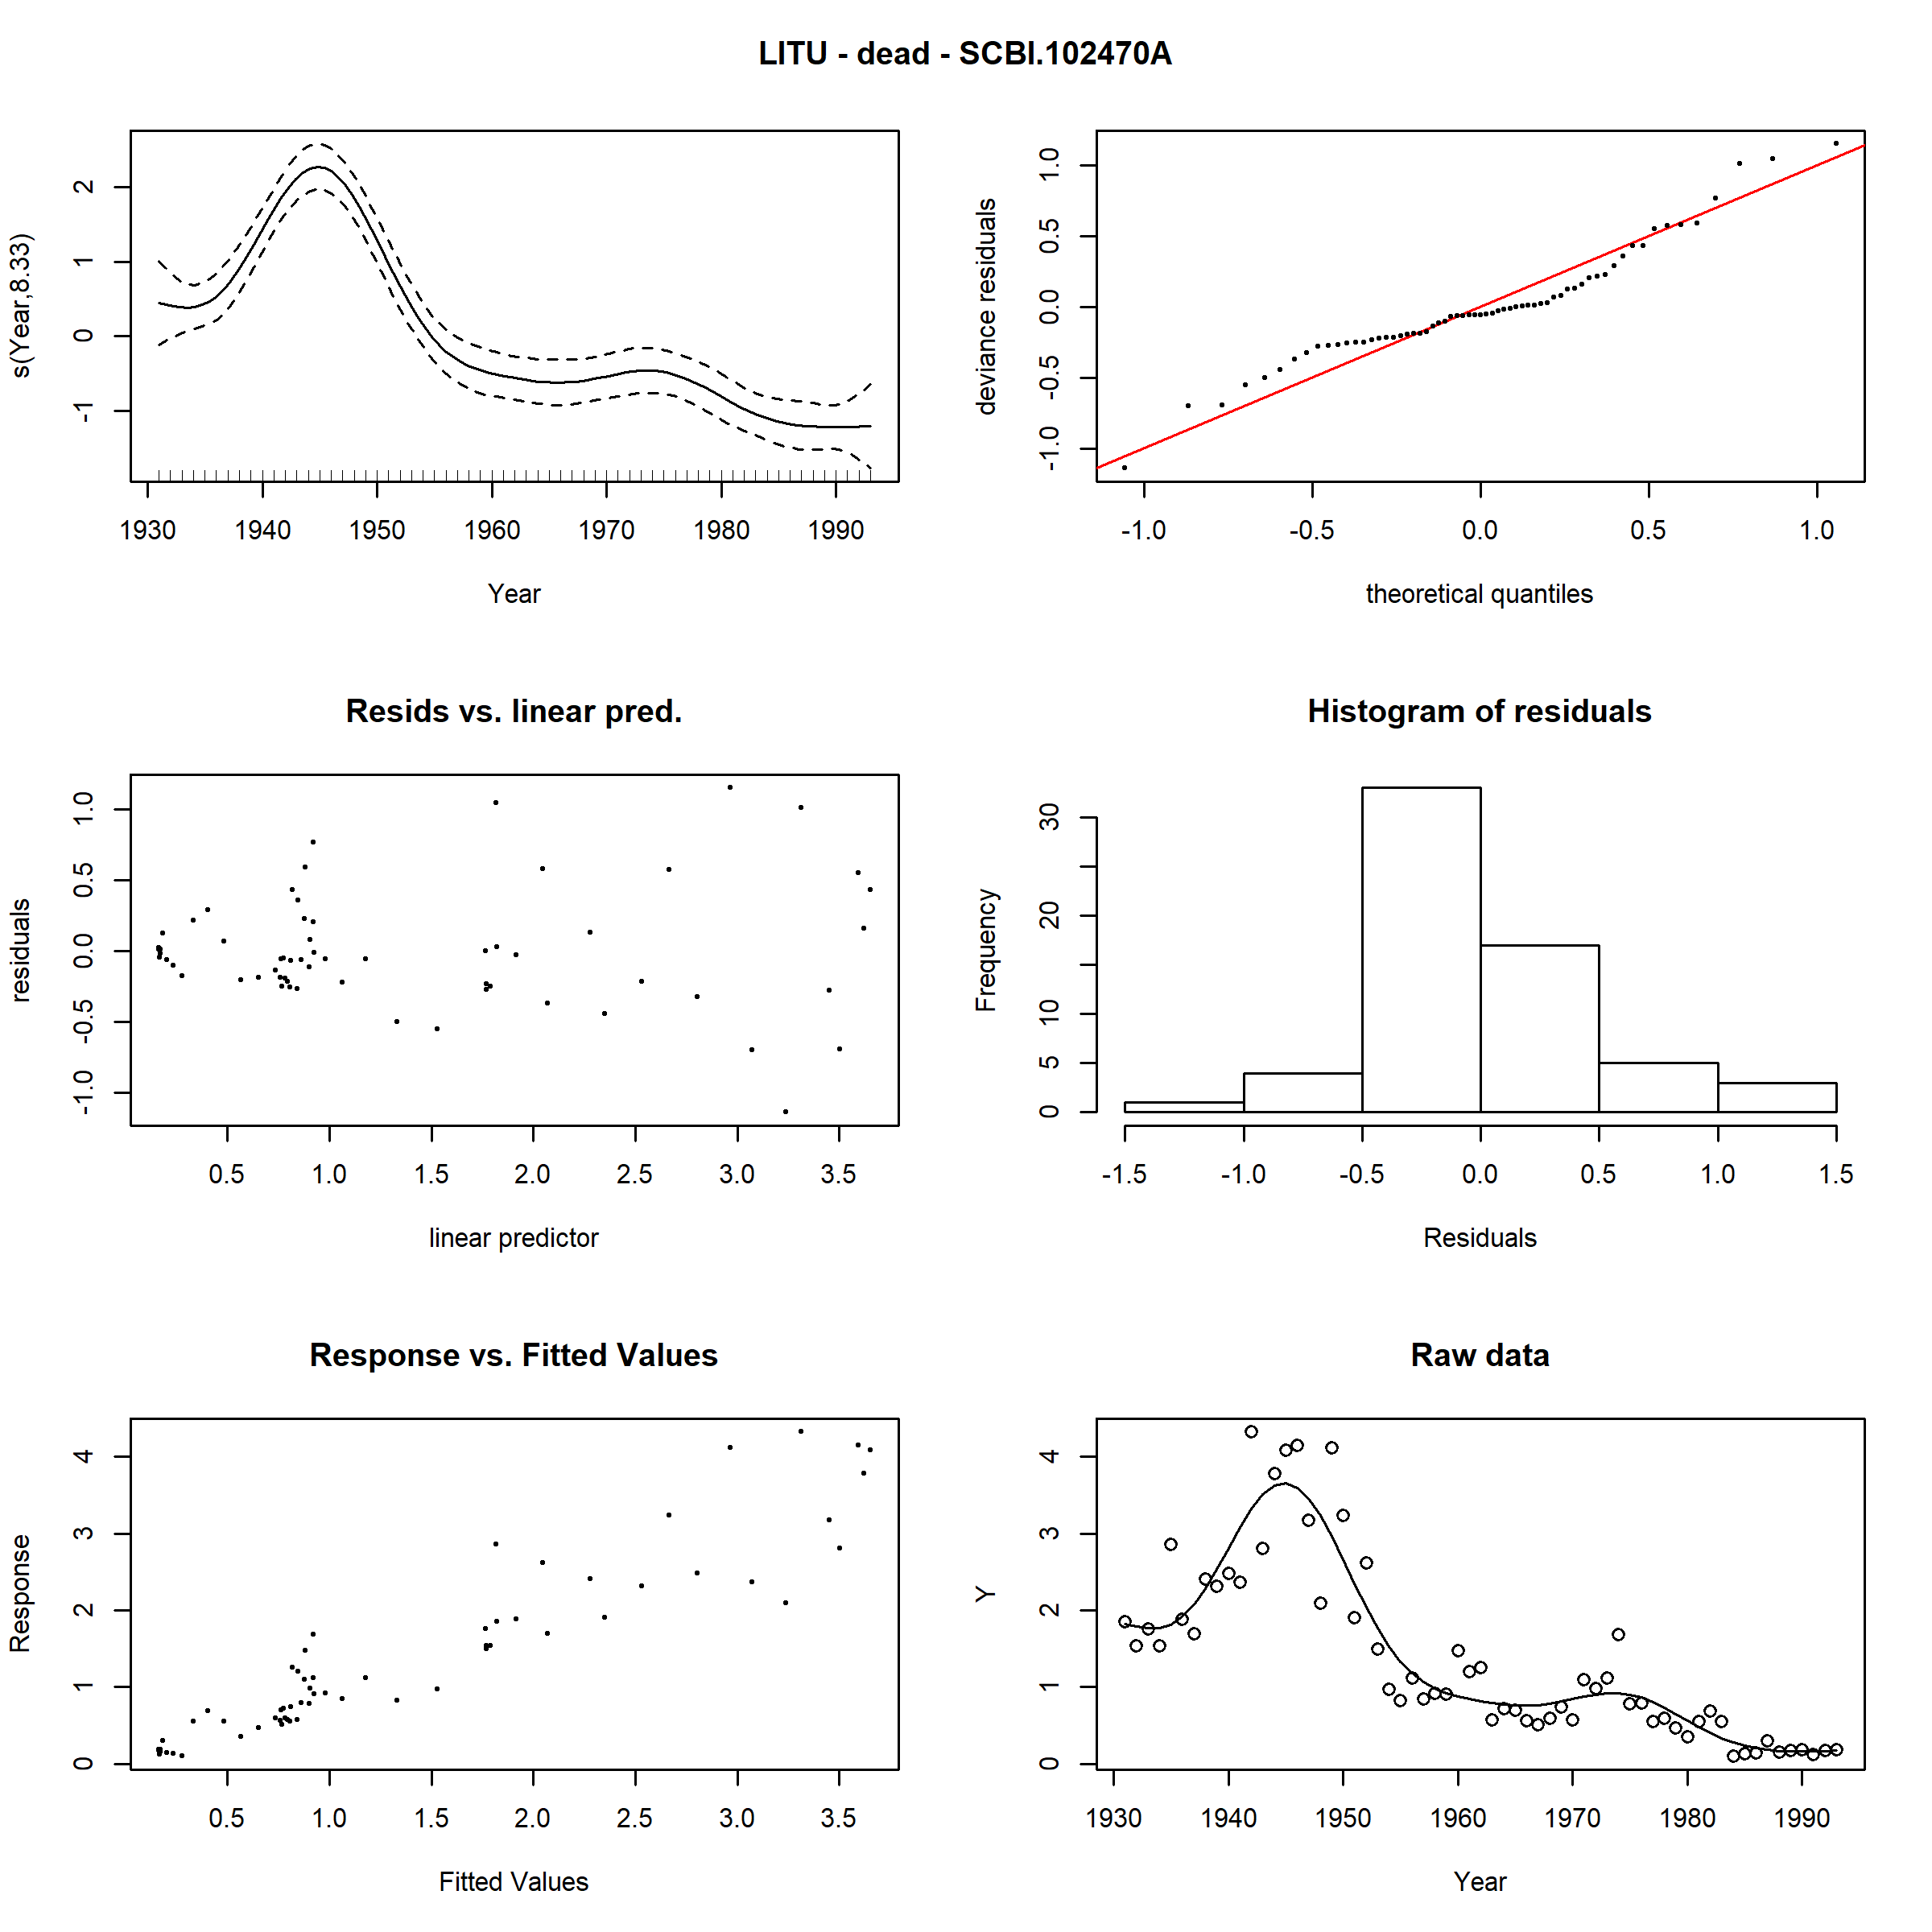 LITU - dead - SCBI.102470A
s(Year,8.33)
2
1
0
-1
1930 1940 1950 1960 1970 1980 1990
Year
deviance residuals
1.0
0.5
0.0
-0.5
-1.0
-1.0 -0.5 0.0 0.5 1.0
theoretical quantiles
Resids vs. linear pred.
residuals
1.0
0.5
0.0
-0.5
-1.0
0.5 1.0 1.5 2.0 2.5 3.0 3.5
linear predictor
Histogram of residuals
Frequency
30
20
10
5
0
-1.5 -1.0 -0.5 0.0 0.5 1.0 1.5
Residuals
Response vs. Fitted Values
Response
4
3
2
1
0
0.5 1.0 1.5 2.0 2.5 3.0 3.5
Fitted Values
Raw data
Y
4
3
2
1
0
1930 1940 1950 1960 1970 1980 1990
Year